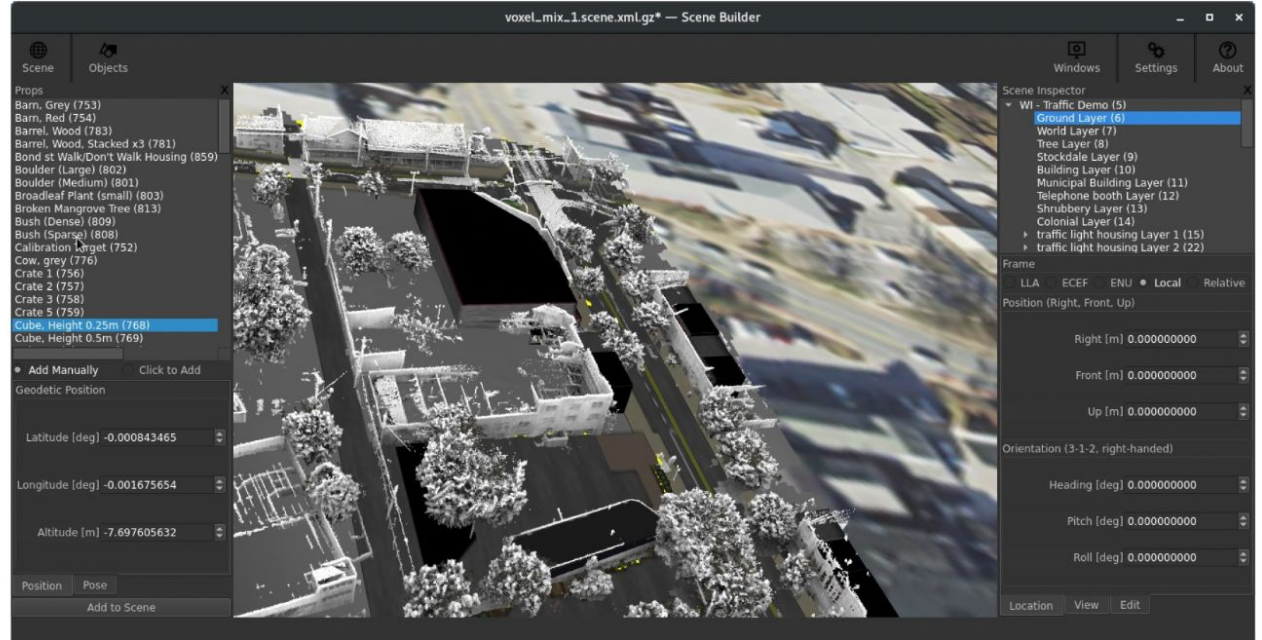 voxel_mix_1.scene.xml.gz* — Scene Builder
Scene
Objects
Windows
Settings
About
Props
Barn, Grey (753)
Barn, Red (754)
Barrel, Wood (783)
Barrel, Wood, Stacked x3 (781)
Bond st Walk/Don't Walk Housing (859)
Boulder (Large) (802)
Boulder (Medium) (801)
Broadleaf Plant (small) (803)
Broken Mangrove Tree (813)
Bush (Dense) (809)
Bush (Sparse) (808)
Calibration Target (752)
Cow, grey (776)
Crate 1 (756)
Crate 2 (757)
Crate 3 (758)
Crate 5 (759)
Cube, Height 0.25m (768)
Cube, Height 0.5m (769)
Add Manually
Click to Add
Geodetic Position
Latitude [deg] -0.000843465
Longitude [deg] -0.001675654
Altitude [m] -7.697605632
Position
Pose
Add to Scene
Scene Inspector
WI - Traffic Demo (5)
Ground Layer (6)
World Layer (7)
Tree Layer (8)
Stockdale Layer (9)
Building Layer (10)
Municipal Building Layer (11)
Telephone booth Layer (12)
Shrubbery Layer (13)
Colonial Layer (14)
traffic light housing Layer 1 (15)
traffic light housing Layer 2 (22)
Frame
LLA
ECEF
ENU
Local
Relative
Position (Right, Front, Up)
Right [m] 0.000000000
Front [m] 0.000000000
Up [m] 0.000000000
Orientation (3-1-2, right-handed)
Heading [deg] 0.000000000
Pitch [deg] 0.000000000
Roll [deg] 0.000000000
Location
View
Edit